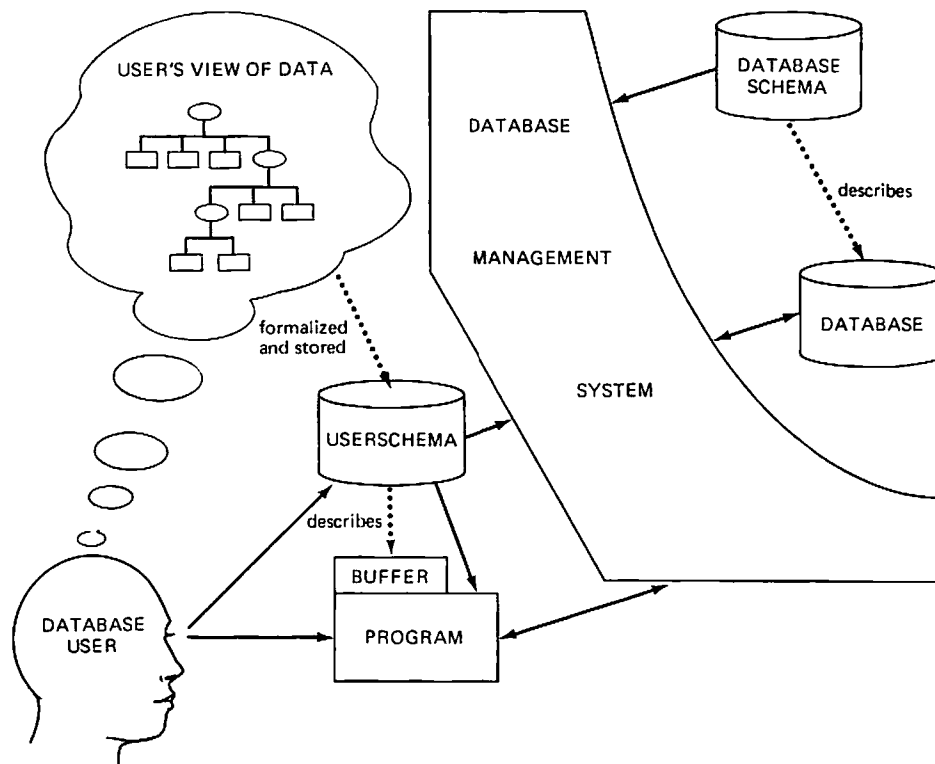 USER'S VIEW OF DATA
DATABASE
SCHEMA
DATABASE
describes
MANAGEMENT
formalized
and stored
DATABASE
SYSTEM
USERSCHEMA
describes
BUFFER
DATABASE
USER
PROGRAM